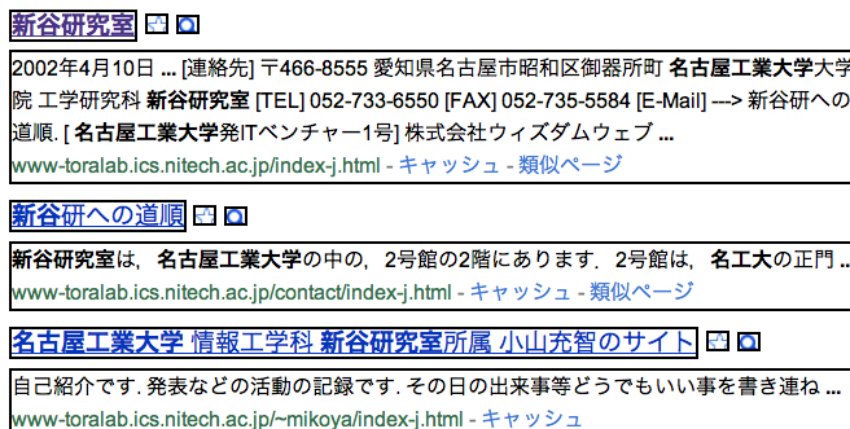 新谷研究室
2002年4月10日 ... [連絡先] 〒466-8555 愛知県名古屋市昭和区御器所町 名古屋工業大学大学
院 工学研究科 新谷研究室 [TEL] 052-733-6550 [FAX] 052-735-5584 [E-Mail] ---> 新谷研への
道順. [ 名古屋工業大学発ITベンチャー1号] 株式会社ウィズダムウェブ ...
www-toralab.ics.nitech.ac.jp/index-j.html - キャッシュ - 類似ページ
新谷研への道順
新谷研究室は，名古屋工業大学の中の，2号館の2階にあります．2号館は，名工大の正門 ...
www-toralab.ics.nitech.ac.jp/contact/index-j.html - キャッシュ - 類似ページ
名古屋工業大学 情報工学科 新谷研究室所属 小山充智のサイト
自己紹介です. 発表などの活動の記録です. その日の出来事等どうでもいい事を書き連ね ...
www-toralab.ics.nitech.ac.jp/~mikoya/index-j.html - キャッシュ